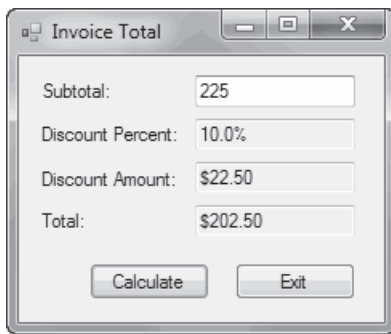 Invoice Total
Subtotal: 225
Discount Percent: 10.0%
Discount Amount: $22.50
Total: $202.50
Calculate Exit